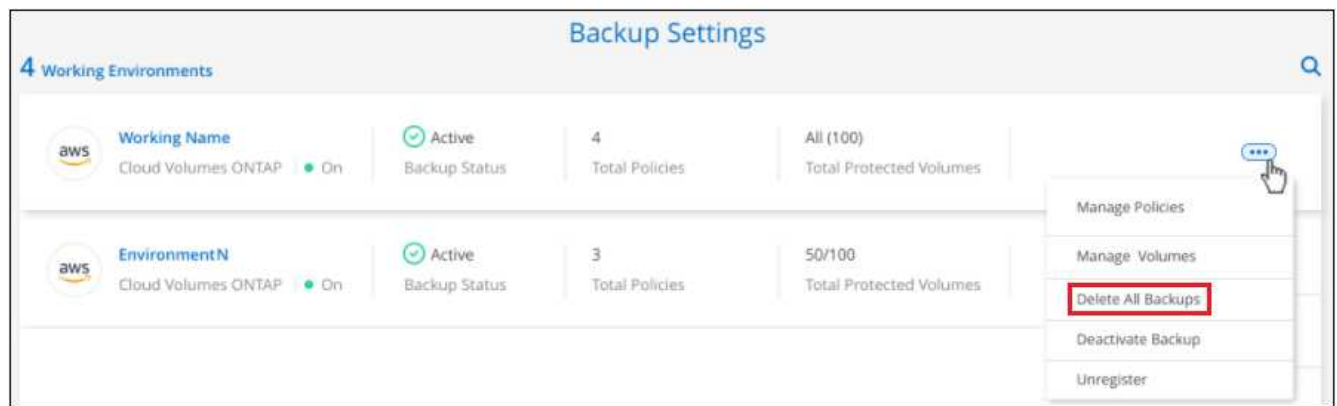 Backup Settings
4 Working Environments
aws
Working Name
Cloud Volumes ONTAP
On
Active
Backup Status
4
Total Policies
All (100)
Total Protected Volumes
Manage Policies
Manage Volumes
Delete All Backups
Deactivate Backup
Unregister
aws
EnvironmentN
Cloud Volumes ONTAP
On
Active
Backup Status
3
Total Policies
50/100
Total Protected Volumes